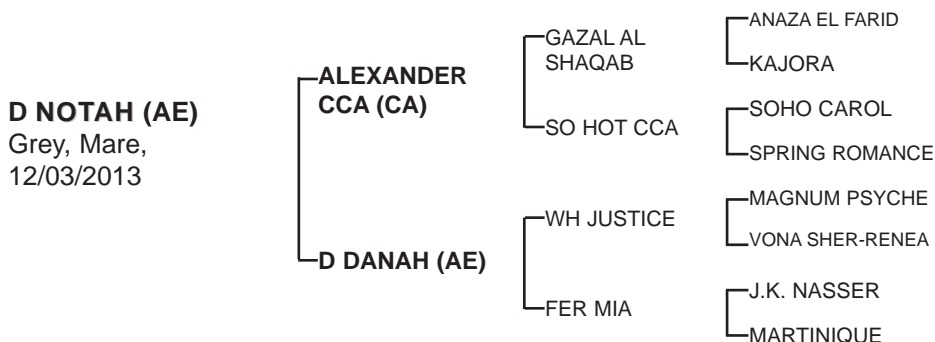 D NOTAH (AE)
Grey, Mare,
12/03/2013
ALEXANDER
CCA (CA)
D DANAH (AE)
GAZAL AL
SHAQAB
SO HOT CCA
WH JUSTICE
FER MIA
ANAZA EL FARID
KAJORA
SOHO CAROL
SPRING ROMANCE
MAGNUM PSYCHE
VONA SHER-RENEA
J.K. NASSER
MARTINIQUE